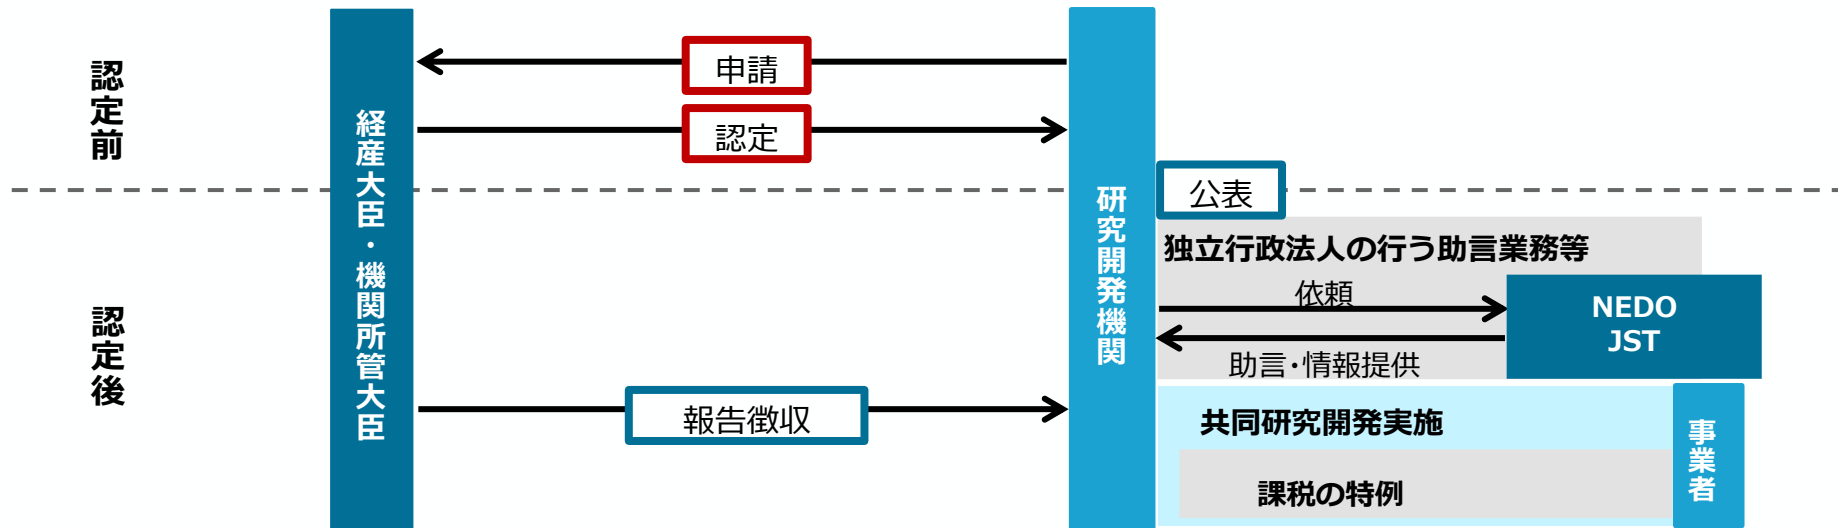 認定前
申請
認定
経産大臣・機関所管大臣
研究開発機関
公表
独立行政法人の行う助言業務等
依頼
NEDO
JST
助言・情報提供
認定後
報告徴収
共同研究開発実施
課税の特例
事業者